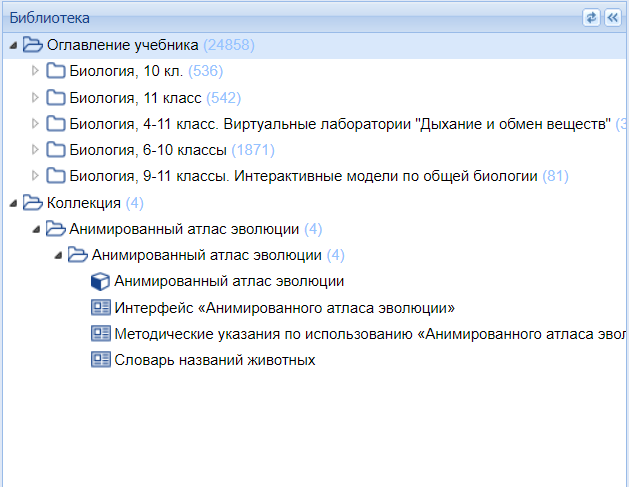 Библиотека
Оглавление учебника (24858)
Биология, 10 кл. (536)
Биология, 11 класс (542)
Биология, 4-11 класс. Виртуальные лаборатории "Дыхание и обмен веществ"
Биология, 6-10 классы (1871)
Биология, 9-11 классы. Интерактивные модели по общей биологии (81)
Коллекция (4)
Анимированный атлас эволюции (4)
Анимированный атлас эволюции (4)
Анимированный атлас эволюции
Интерфейс «Анимированного атласа эволюции»
Методические указания по использованию «Анимированного атласа
Словарь названий животных